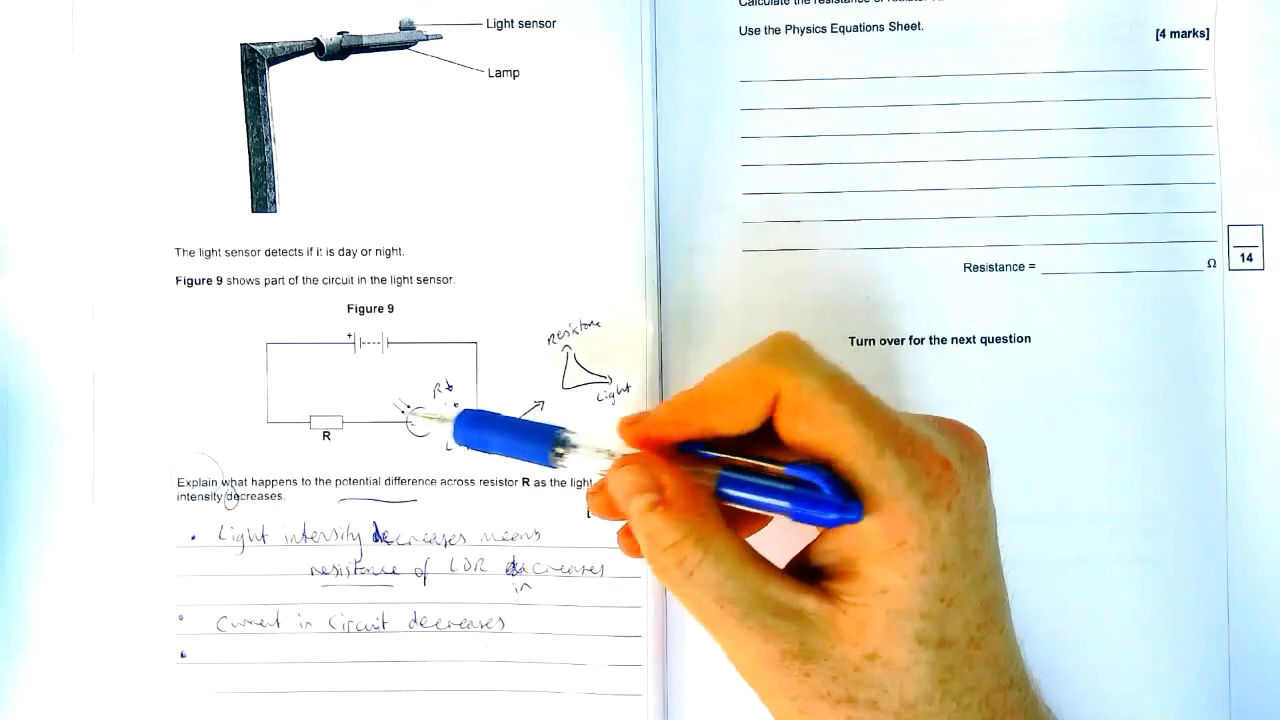 Light sensor
Lamp
The light sensor detects if it is day or night.
Figure 9 shows part of the circuit in the light sensor.
Figure 9
+
Resistance
Light
R
R
Explain what happens to the potential difference across resistor R as the light
intensity decreases.
• Light intensity decreases means
resistance of LDR increases
in
• Current in circuit decreases
•
Use the Physics Equations Sheet.
[4 marks]
Resistance = Ω
14
Turn over for the next question